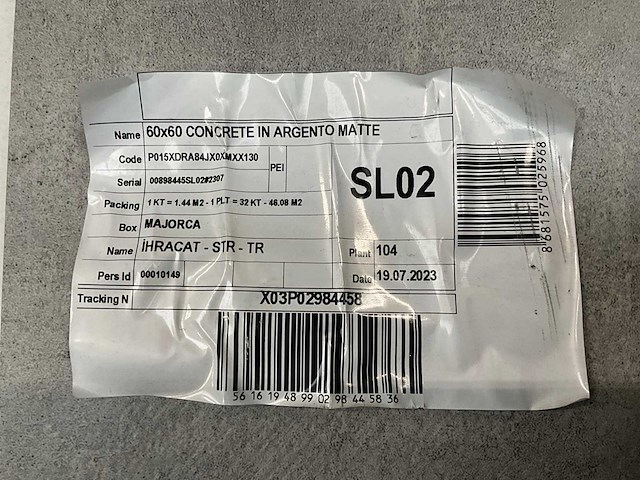 Name 60x60 CONCRETE IN ARGENTO MATTE
Code P015XDRA84JX0XMXX130 PEI
Serial 00898445SL02#2307
SL02
Packing 1 KT = 1.44 M2 - 1 PLT = 32 KT - 46.08 M2
Box MAJORCA
Name İHRACAT - STR - TR Plant 104
Pers Id 00010149 Date 19.07.2023
Tracking N X03P02984458
56 16 19 48 99 02 98 44 58 36
8 681575 025968